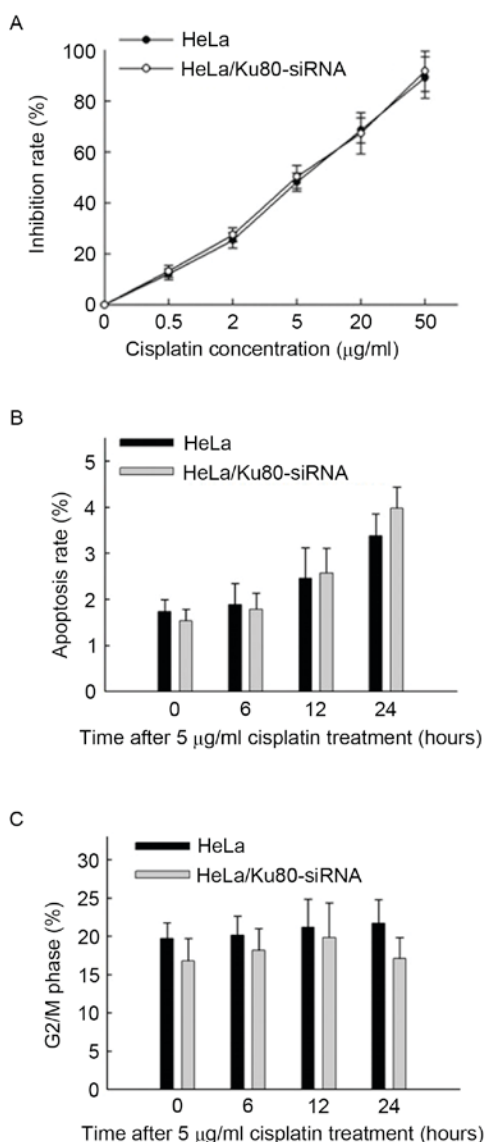 A
HeLa
HeLa/Ku80-siRNA
Inhibition rate (%)
100
80
60
40
20
0
0 0.5 2 5 20 50
Cisplatin concentration (μg/ml)
B
HeLa
HeLa/Ku80-siRNA
Apoptosis rate (%)
5
4
3
2
1
0
0 6 12 24
Time after 5 μg/ml cisplatin treatment (hours)
C
HeLa
HeLa/Ku80-siRNA
G2/M phase (%)
30
25
20
15
10
5
0
0 6 12 24
Time after 5 μg/ml cisplatin treatment (hours)